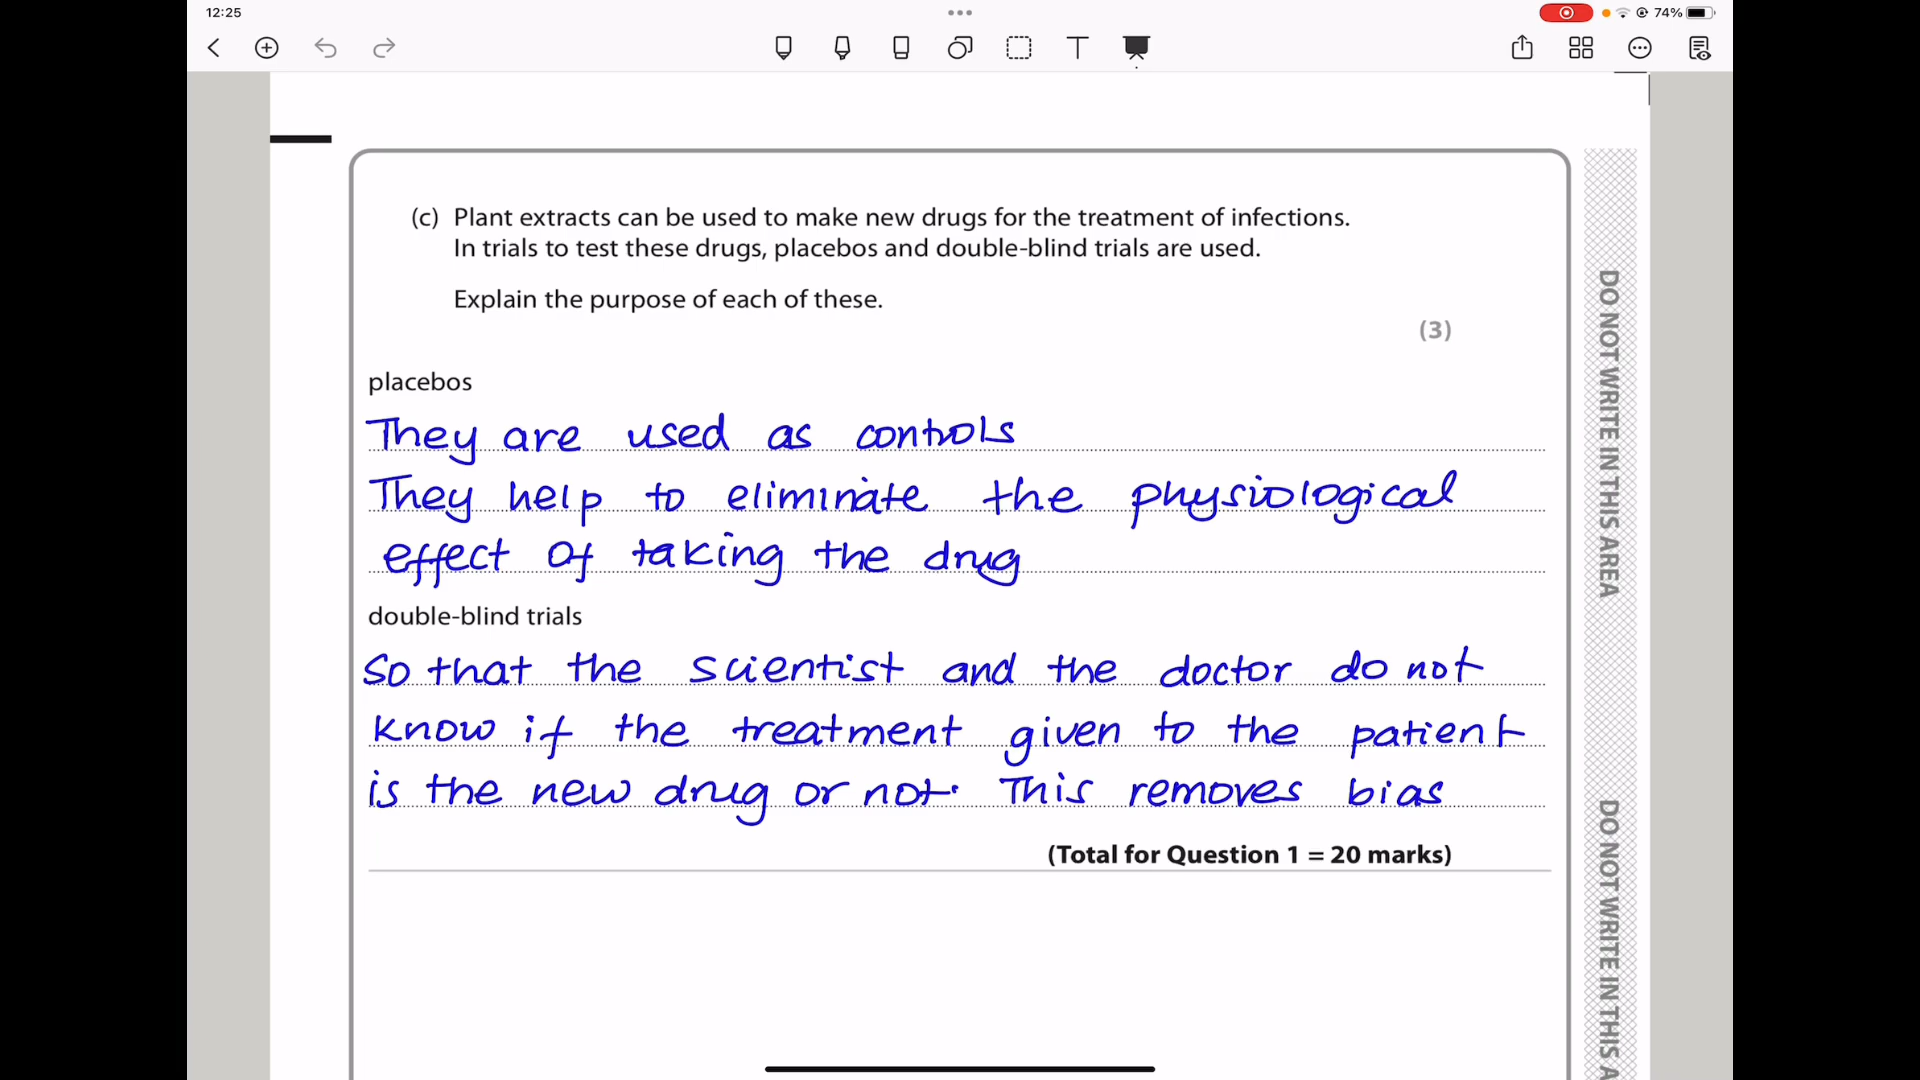 12:25
74%
(c) Plant extracts can be used to make new drugs for the treatment of infections.
In trials to test these drugs, placebos and double-blind trials are used.
Explain the purpose of each of these.
(3)
placebos
They are used as controls
They help to eliminate the physiological
effect of taking the drug
double-blind trials
So that the scientist and the doctor do not
know if the treatment given to the patient
is the new drug or not. This removes bias
(Total for Question 1 = 20 marks)
DO NOT WRITE IN THIS AREA
DO NOT WRITE IN THIS A